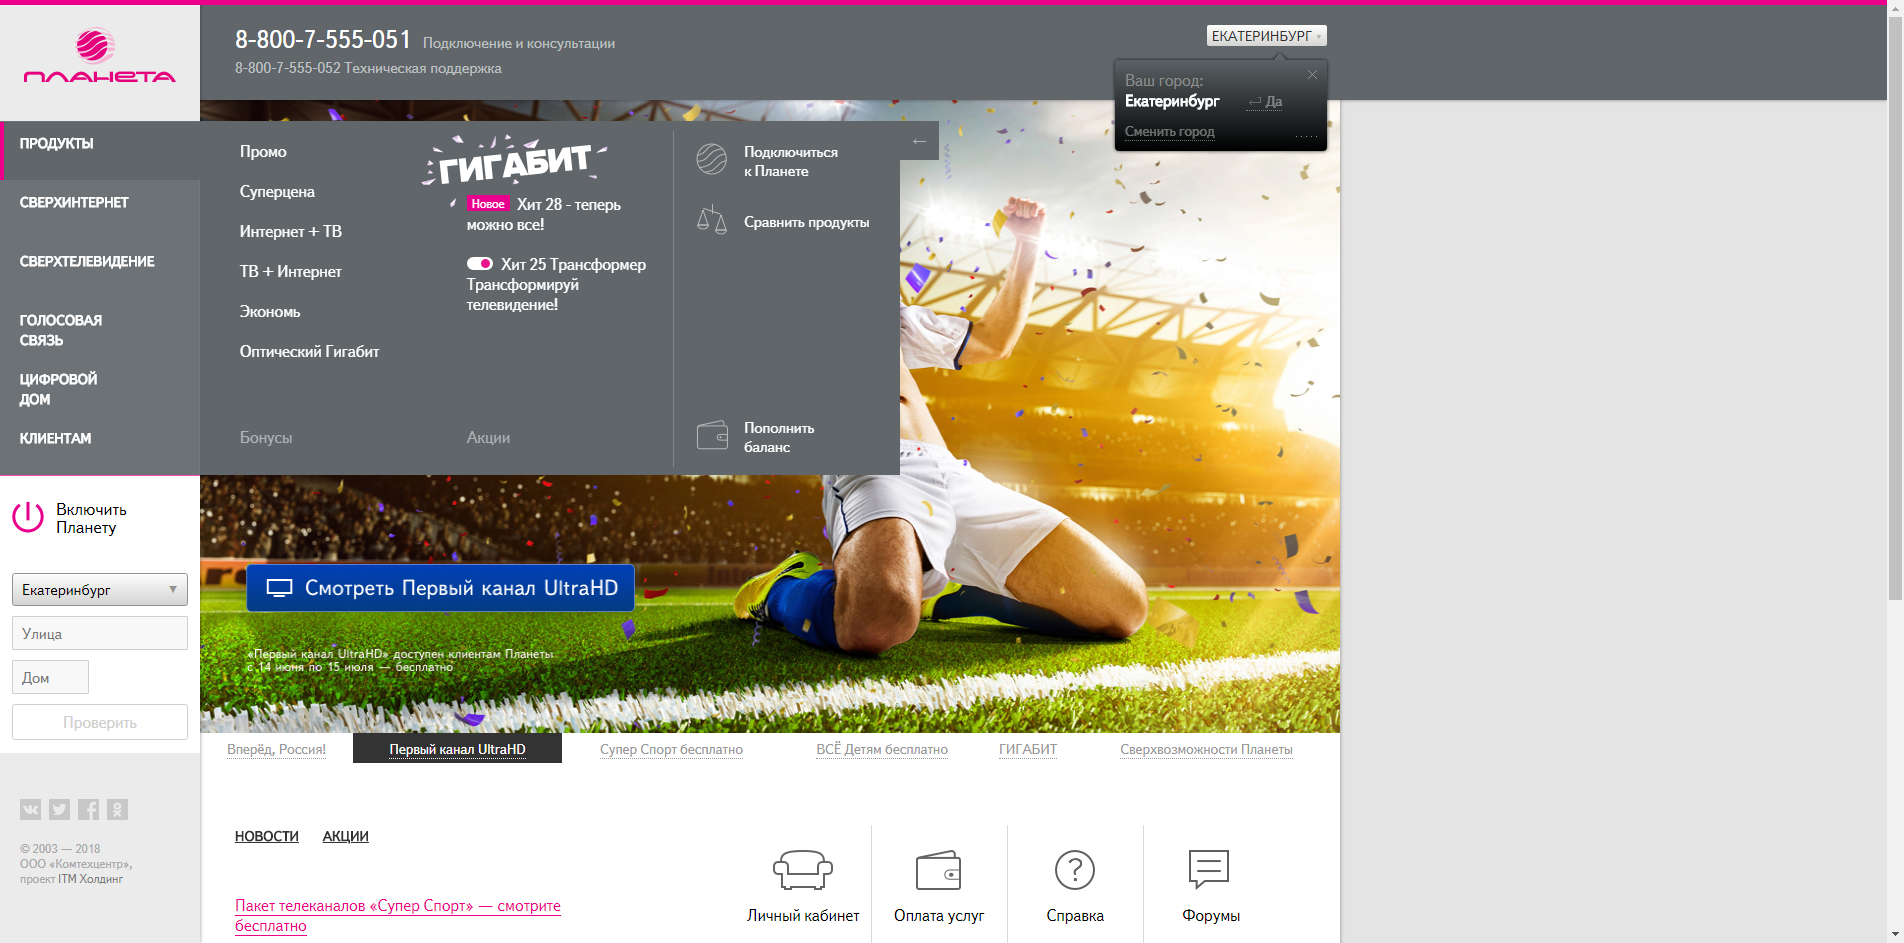 ПЛАНЕТА
8-800-7-555-051 Подключение и консультации
8-800-7-555-052 Техническая поддержка
ЕКАТЕРИНБУРГ
Ваш город:
Екатеринбург Да
Сменить город
ПРОДУКТЫ
СВЕРХИНТЕРНЕТ
СВЕРХТЕЛЕВИДЕНИЕ
ГОЛОСОВАЯ
СВЯЗЬ
ЦИФРОВОЙ
ДОМ
КЛИЕНТАМ
Промо
Суперцена
Интернет + ТВ
ТВ + Интернет
Экономь
Оптический Гигабит
Бонусы
ГИГАБИТ
Новое Хит 28 - теперь
можно все!
Хит 25 Трансформер
Трансформируй
телевидение!
Акции
Подключиться
к Планете
Сравнить продукты
Пополнить
баланс
Включить
Планету
Екатеринбург
Улица
Дом
Проверить
Смотреть Первый канал UltraHD
«Первый канал UltraHD» доступен клиентам Планеты
с 14 июня по 15 июля — бесплатно
Вперёд, Россия! Первый канал UltraHD Супер Спорт бесплатно ВСЁ Детям бесплатно ГИГАБИТ Сверхвозможности Планеты
© 2003 — 2018
ООО «Комтехцентр»,
проект ITM Холдинг
НОВОСТИ АКЦИИ
Пакет телеканалов «Супер Спорт» — смотрите
бесплатно
Личный кабинет Оплата услуг Справка Форумы